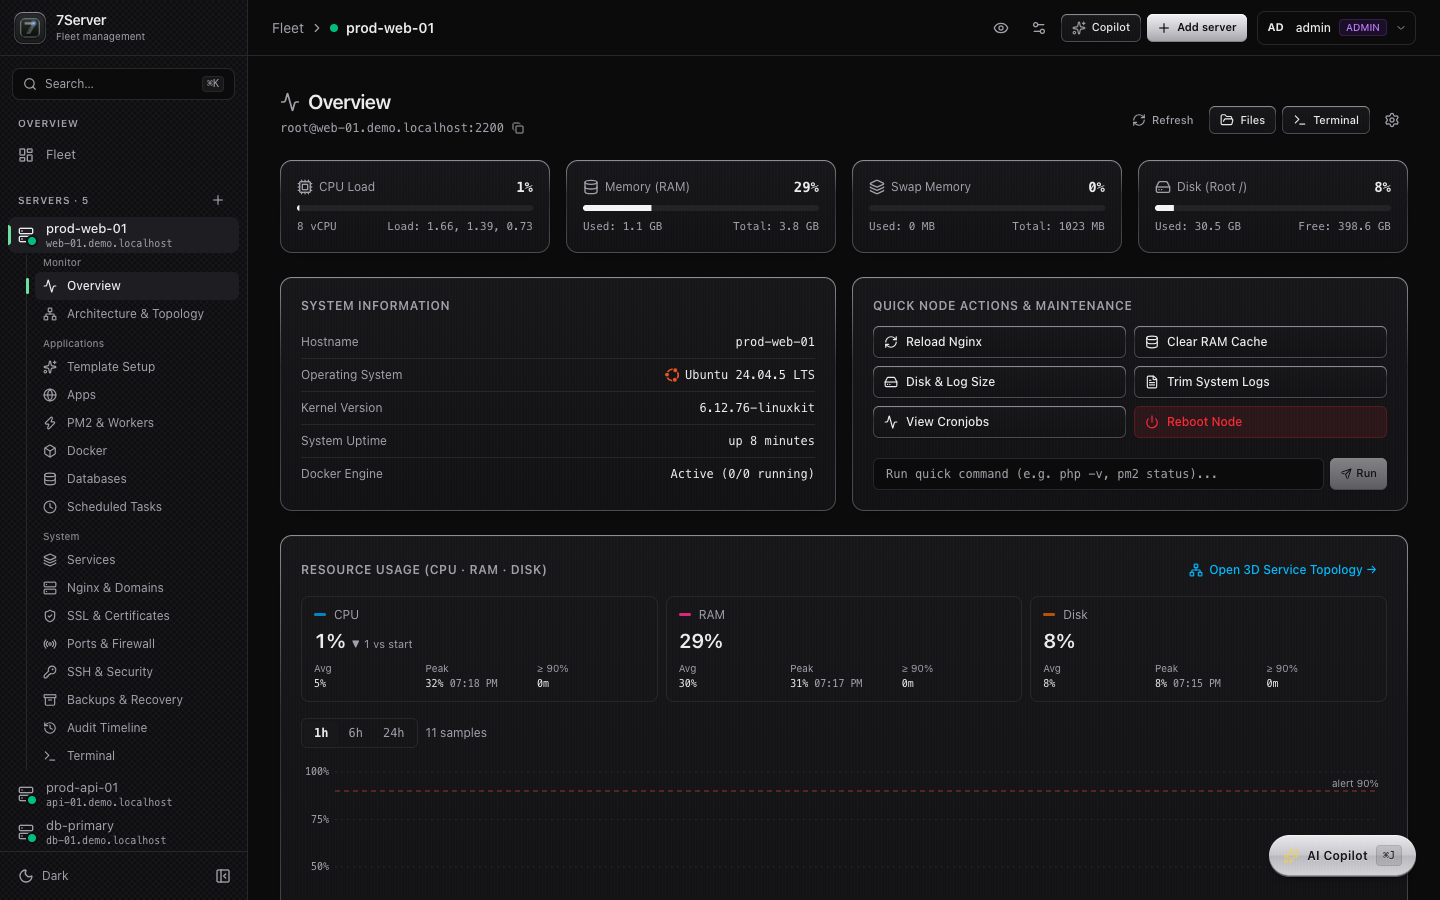 7Server
Fleet management
Search...
⌘K
OVERVIEW
Fleet
SERVERS · 5
prod-web-01
web-01.demo.localhost
Monitor
Overview
Architecture & Topology
Applications
Template Setup
Apps
PM2 & Workers
Docker
Databases
Scheduled Tasks
System
Services
Nginx & Domains
SSL & Certificates
Ports & Firewall
SSH & Security
Backups & Recovery
Audit Timeline
Terminal
prod-api-01
api-01.demo.localhost
db-primary
db-01.demo.localhost
Dark
Fleet > prod-web-01
Copilot
Add server
AD admin ADMIN
Overview
root@web-01.demo.localhost:2200
Refresh
Files
Terminal
CPU Load 1%
8 vCPU Load: 1.66, 1.39, 0.73
Memory (RAM) 29%
Used: 1.1 GB Total: 3.8 GB
Swap Memory 0%
Used: 0 MB Total: 1023 MB
Disk (Root /) 8%
Used: 30.5 GB Free: 398.6 GB
SYSTEM INFORMATION
Hostname prod-web-01
Operating System Ubuntu 24.04.5 LTS
Kernel Version 6.12.76-linuxkit
System Uptime up 8 minutes
Docker Engine Active (0/0 running)
QUICK NODE ACTIONS & MAINTENANCE
Reload Nginx
Clear RAM Cache
Disk & Log Size
Trim System Logs
View Cronjobs
Reboot Node
Run quick command (e.g. php -v, pm2 status)...
Run
RESOURCE USAGE (CPU · RAM · DISK)
Open 3D Service Topology →
CPU
1% ▼ 1 vs start
Avg Peak ≥ 90%
5% 32% 07:18 PM 0m
RAM
29%
Avg Peak ≥ 90%
30% 31% 07:17 PM 0m
Disk
8%
Avg Peak ≥ 90%
8% 8% 07:15 PM 0m
1h 6h 24h 11 samples
100%
alert 90%
75%
50%
AI Copilot ⌘J